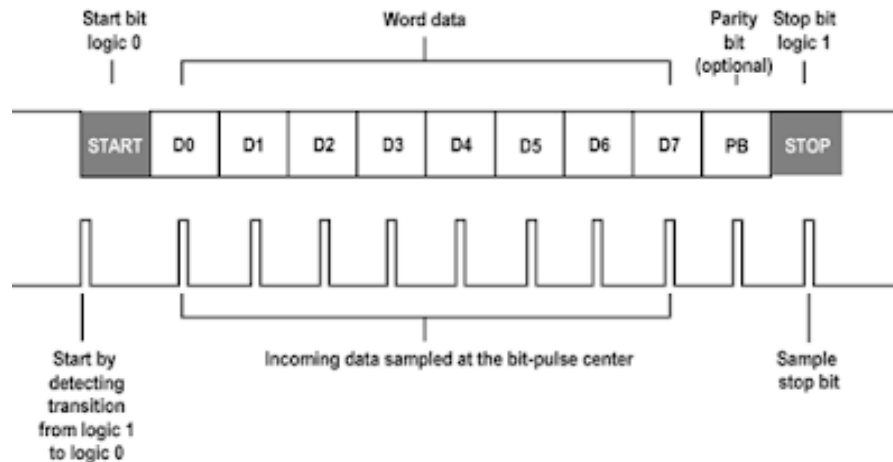 Start bit
logic 0
Word data
Parity
bit
(optional)
Stop bit
logic 1
START D0 D1 D2 D3 D4 D5 D6 D7 PB STOP
Start by
detecting
transition
from logic 1
to logic 0
Incoming data sampled at the bit-pulse center
Sample
stop bit